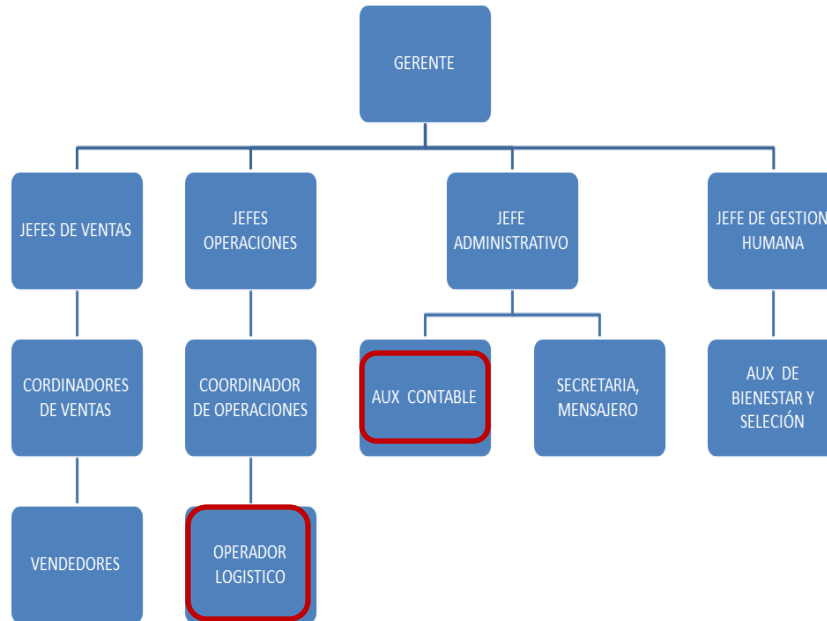 GERENTE
JEFES DE VENTAS
JEFES
OPERACIONES
JEFE
ADMINISTRATIVO
JEFE DE GESTION
HUMANA
CORDINADORES
DE VENTAS
COORDINADOR
DE OPERACIONES
AUX CONTABLE
SECRETARIA,
MENSAJERO
AUX DE
BIENESTAR Y
SELECIÓN
VENDEDORES
OPERADOR
LOGISTICO